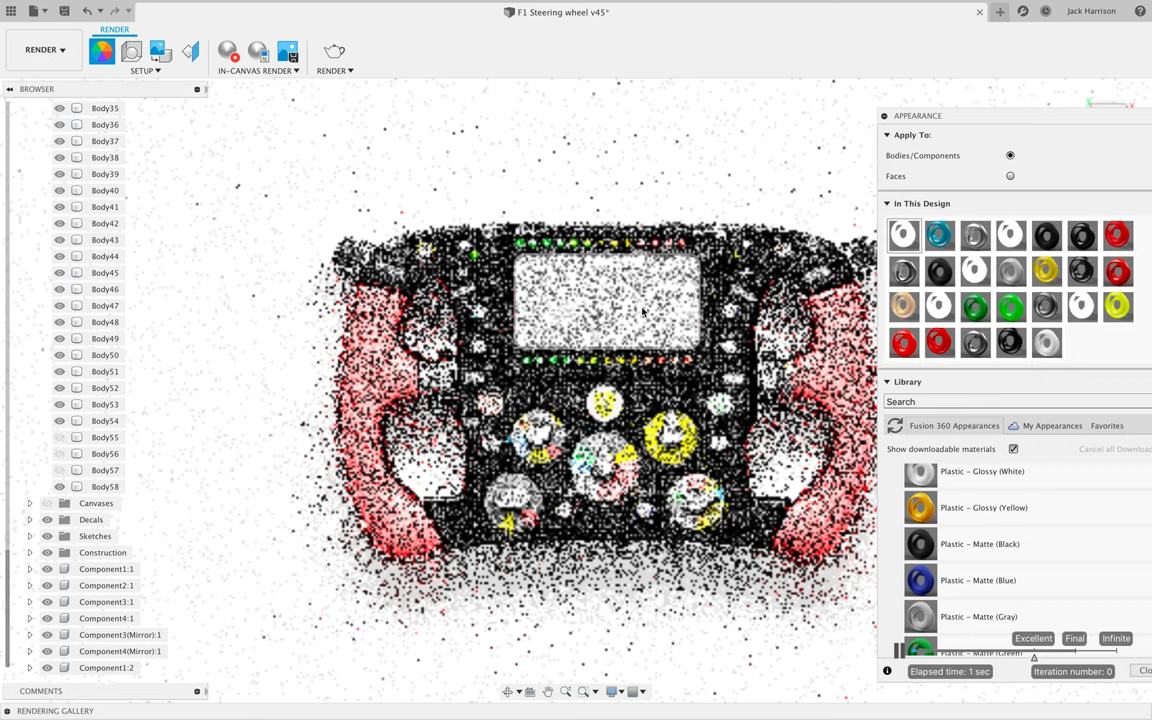 F1 Steering wheel v45*
Jack Harrison
RENDER
RENDER ▾
SETUP ▾
IN-CANVAS RENDER ▾
RENDER ▾
BROWSER
Body35
Body36
Body37
Body38
Body39
Body40
Body41
Body42
Body43
Body44
Body45
Body46
Body47
Body48
Body49
Body50
Body51
Body52
Body53
Body54
Body55
Body56
Body57
Body58
Canvases
Decals
Sketches
Construction
Component1:1
Component2:1
Component3:1
Component4:1
Component3(Mirror):1
Component4(Mirror):1
Component1:2
COMMENTS
RENDERING GALLERY
APPEARANCE
Apply To:
Bodies/Components
Faces
In This Design
Library
Search
Fusion 360 Appearances
My Appearances
Favorites
Show downloadable materials
Cancel all Downloa
Plastic - Glossy (White)
Plastic - Glossy (Yellow)
Plastic - Matte (Black)
Plastic - Matte (Blue)
Plastic - Matte (Gray)
Plastic - Matte (Green)
Excellent
Final
Infinite
Elapsed time: 1 sec
Iteration number: 0
Clo